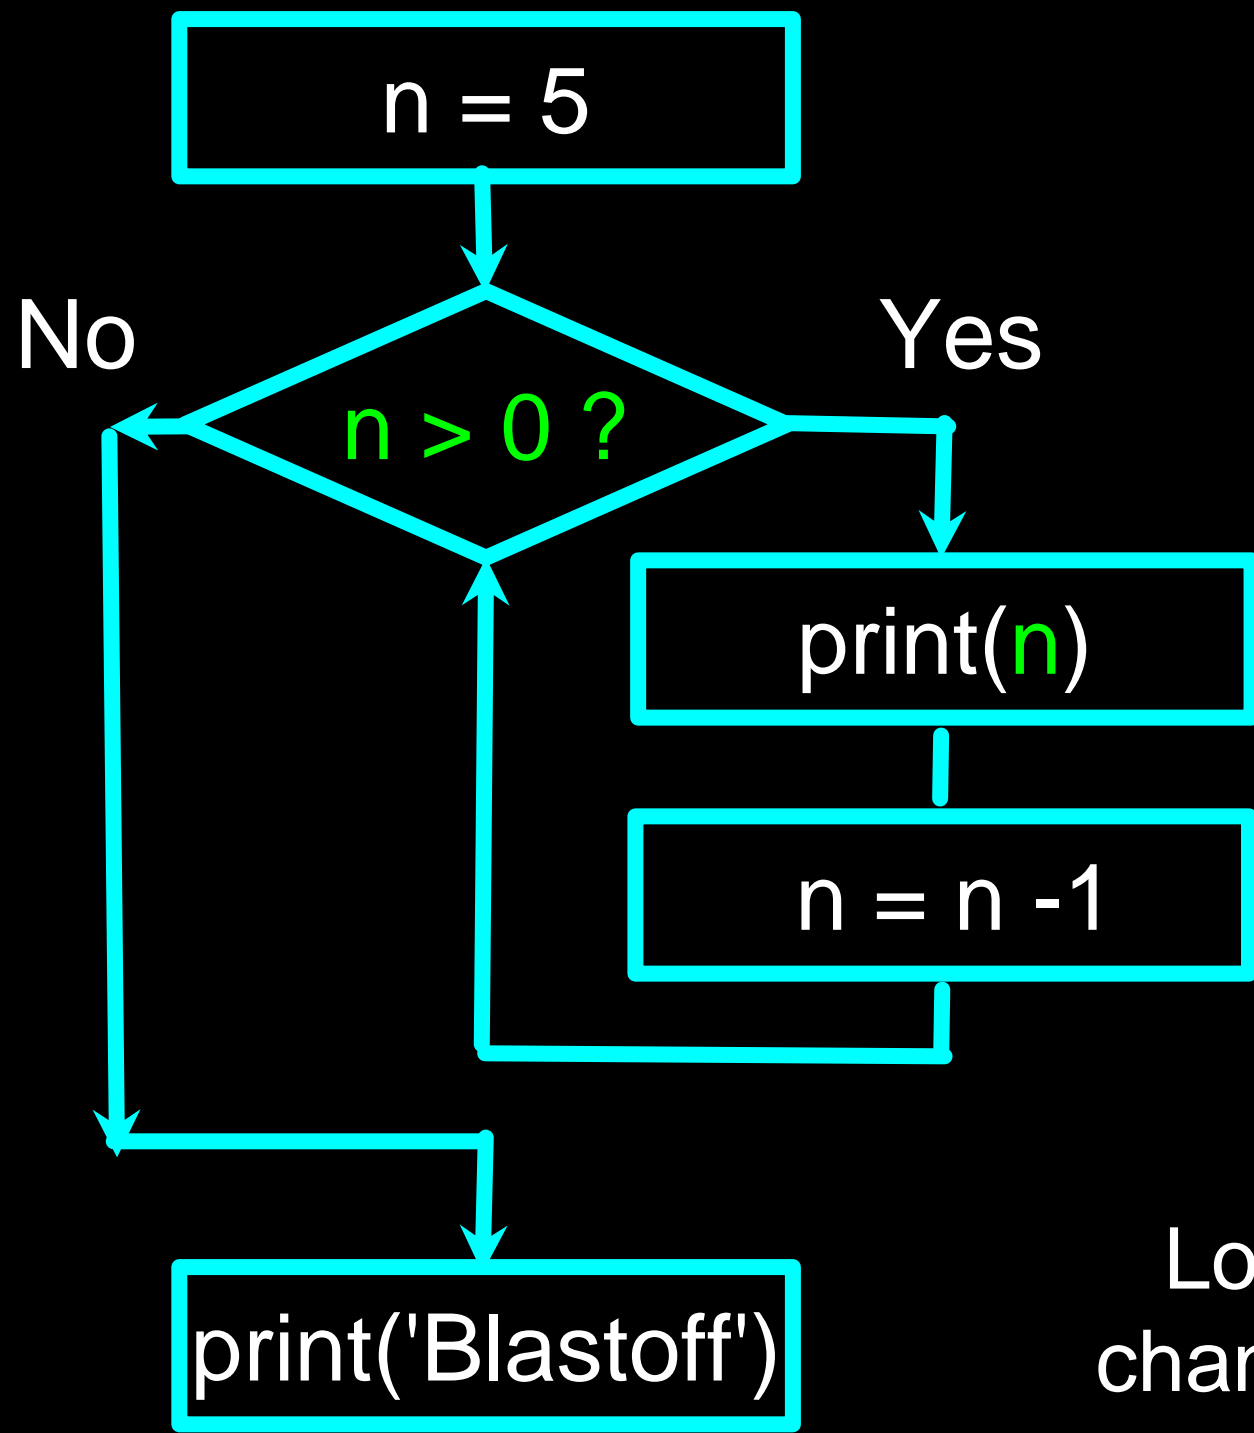 n = 5
No
Yes
n > 0 ?
print(n)
n = n -1
print('Blastoff')